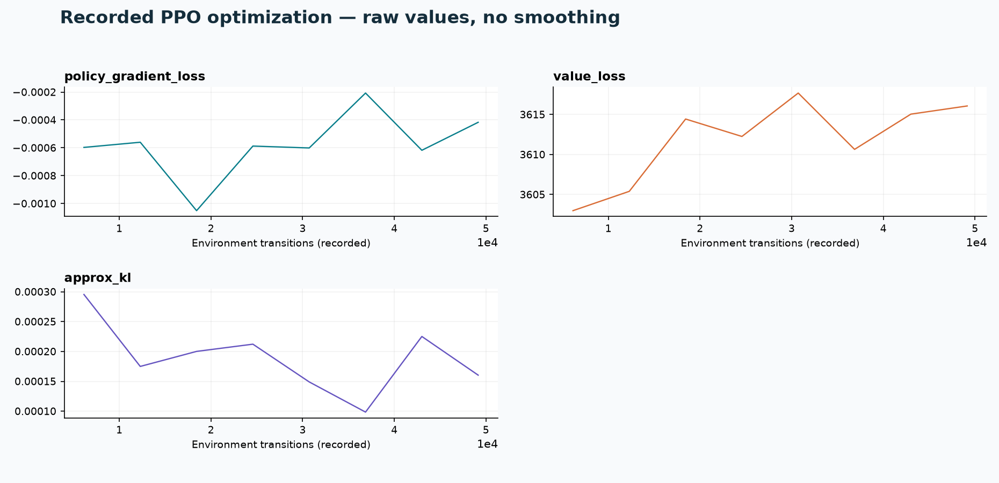 Recorded PPO optimization — raw values, no smoothing
policy_gradient_loss
−0.0002
−0.0004
−0.0006
−0.0008
−0.0010
1 2 3 4 5
Environment transitions (recorded)
1e4
value_loss
3615
3610
3605
1 2 3 4 5
Environment transitions (recorded)
1e4
approx_kl
0.00030
0.00025
0.00020
0.00015
0.00010
1 2 3 4 5
Environment transitions (recorded)
1e4